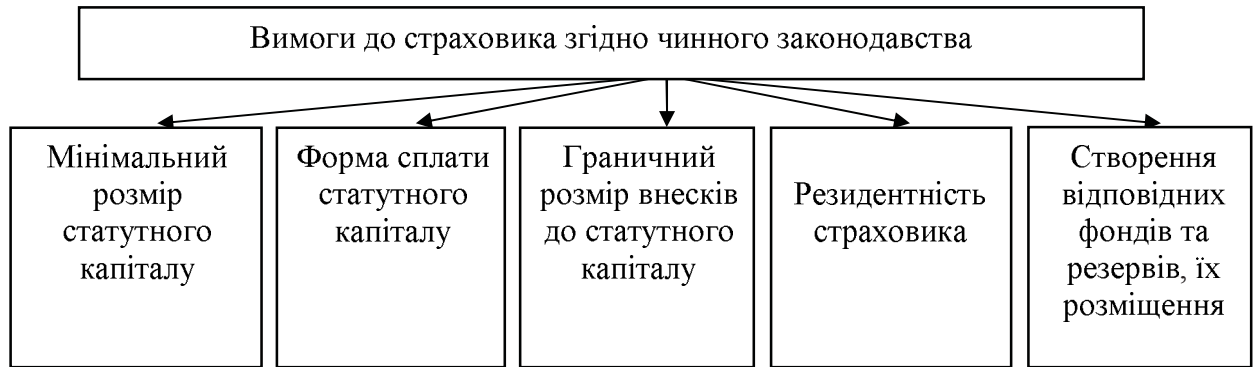 Вимоги до страховика згідно чинного законодавства
Мінімальний
розмір
статутного
капіталу
Форма сплати
статутного
капіталу
Граничний
розмір внесків
до статутного
капіталу
Резидентність
страховика
Створення
відповідних
фондів та
резервів, їх
розміщення